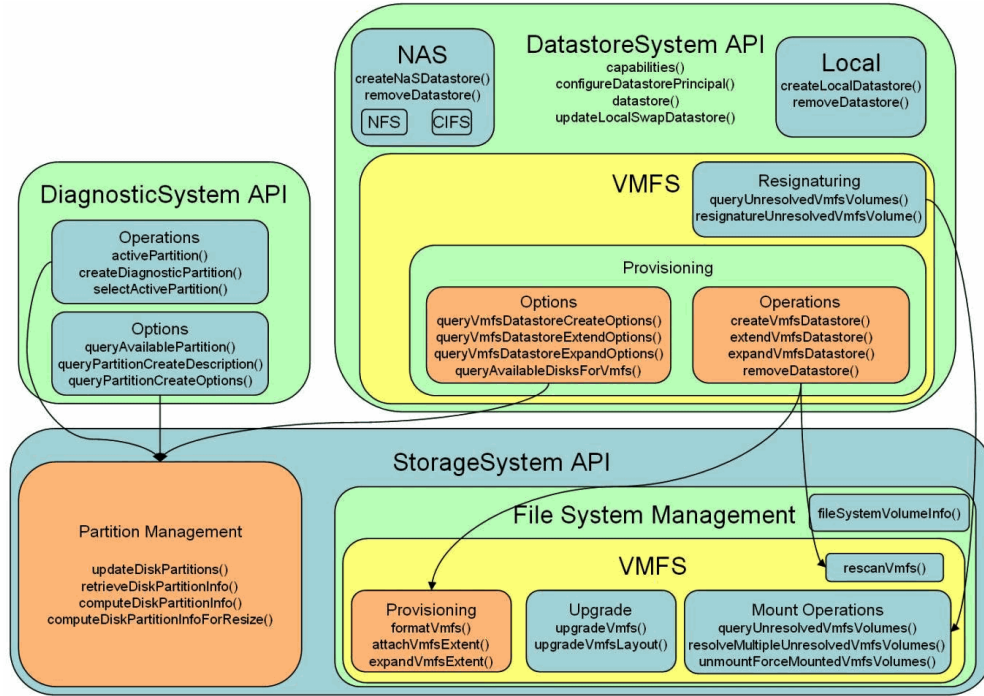 NAS
createNaSDatastore()
removeDatastore()
NFS
CIFS
DatastoreSystem API
capabilities()
configureDatastorePrincipal()
datastore()
updateLocalSwapDatastore()
Local
createLocalDatastore()
removeDatastore()
VMFS
Resignaturing
queryUnresolvedVmfsVolumes()
resignatureUnresolvedVmfsVolume()
Provisioning
Options
queryVmfsDatastoreCreateOptions()
queryVmfsDatastoreExtendOptions()
queryVmfsDatastoreExpandOptions()
queryAvailableDisksForVmfs()
Operations
createVmfsDatastore()
extendVmfsDatastore()
expandVmfsDatastore()
removeDatastore()
DiagnosticSystem API
Operations
activePartition()
createDiagnosticPartition()
selectActivePartition()
Options
queryAvailablePartition()
queryPartitionCreateDescription()
queryPartitionCreateOptions()
StorageSystem API
Partition Management
updateDiskPartitions()
retrieveDiskPartitionInfo()
computeDiskPartitionInfo()
computeDiskPartitionInfoForResize()
File System Management
fileSystemVolumeInfo()
VMFS
rescanVmfs()
Provisioning
formatVmfs()
attachVmfsExtent()
expandVmfsExtent()
Upgrade
upgradeVmfs()
upgradeVmfsLayout()
Mount Operations
queryUnresolvedVmfsVolumes()
resolveMultipleUnresolvedVmfsVolumes()
unmountForceMountedVmfsVolumes()